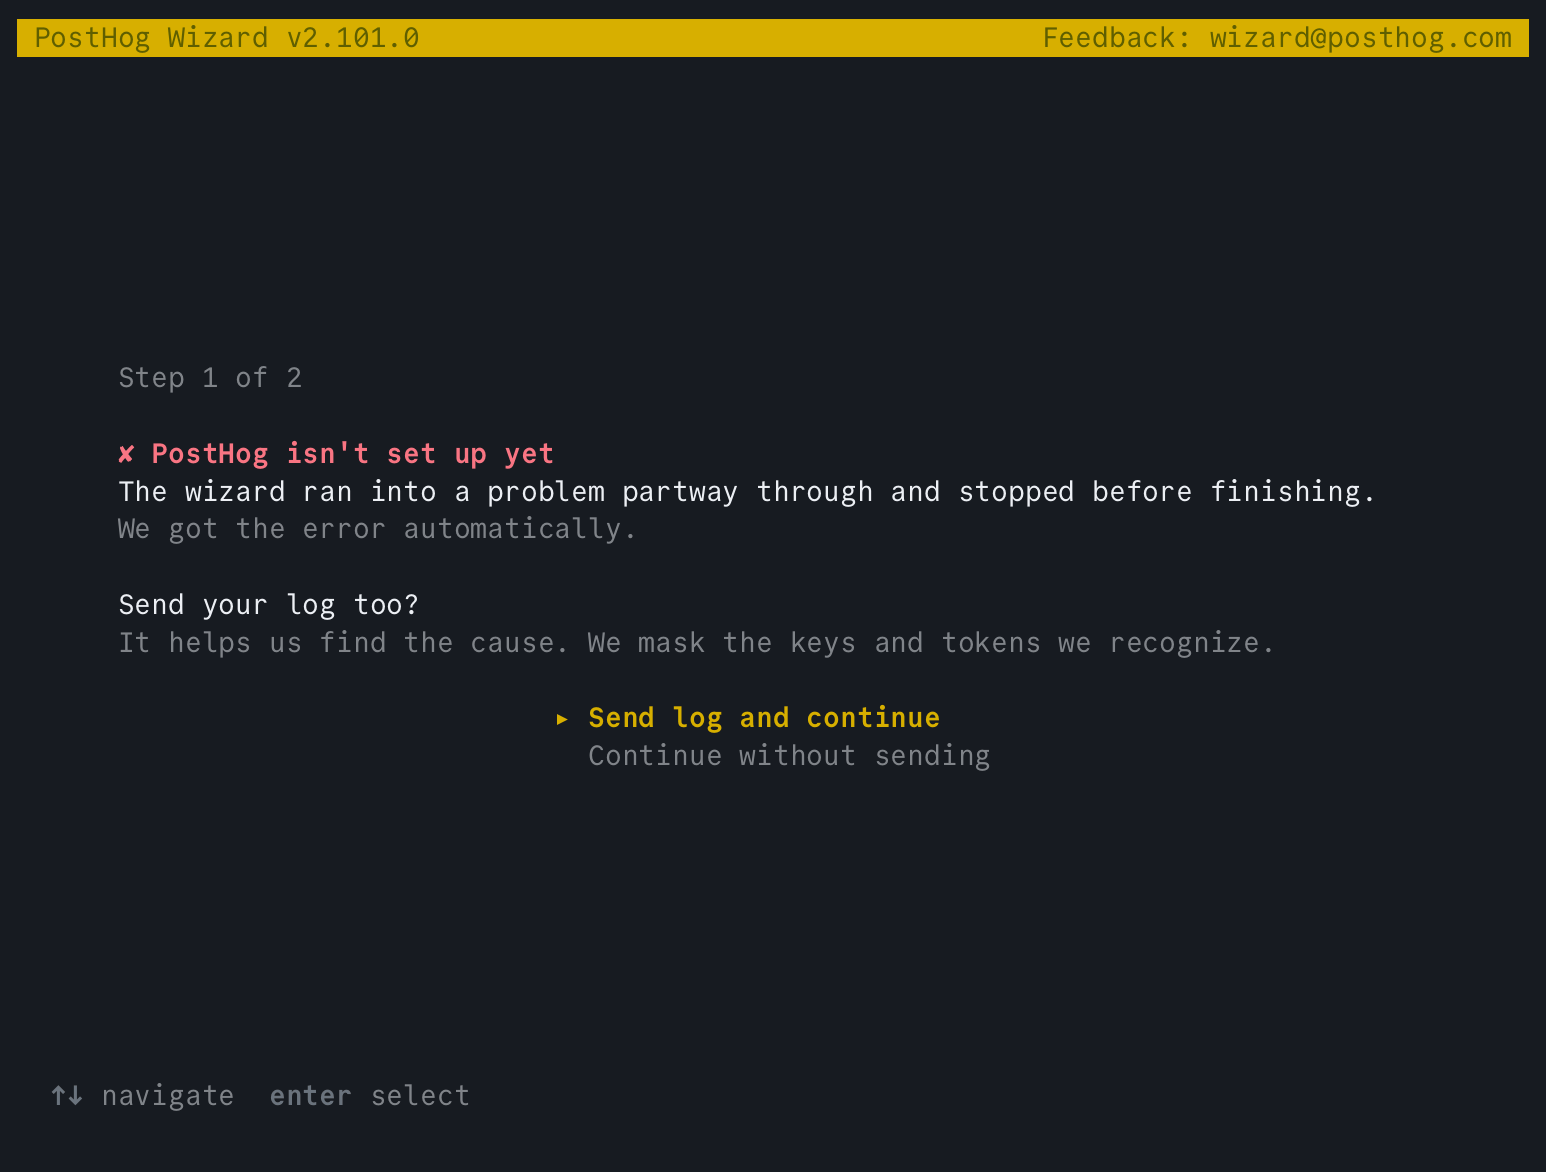 PostHog Wizard v2.101.0 Feedback: wizard@posthog.com
Step 1 of 2
✘ PostHog isn't set up yet
The wizard ran into a problem partway through and stopped before finishing.
We got the error automatically.
Send your log too?
It helps us find the cause. We mask the keys and tokens we recognize.
▸ Send log and continue
Continue without sending
↑↓ navigate enter select